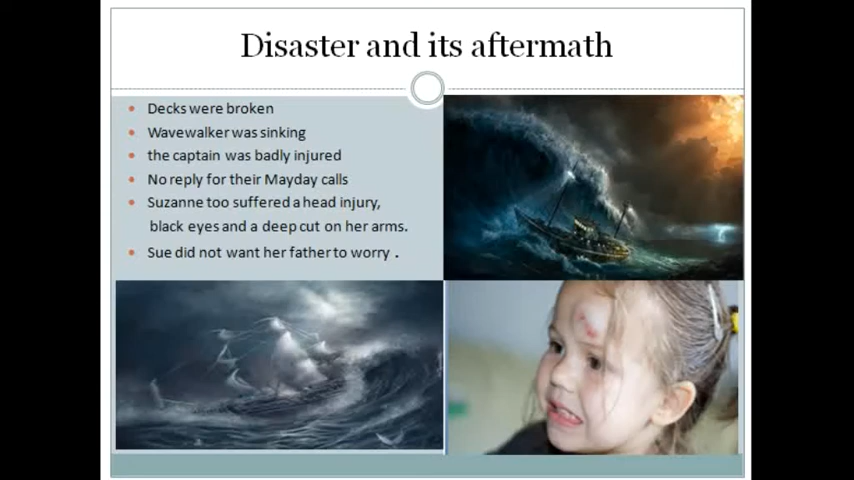 Disaster and its aftermath
Decks were broken
Wavewalker was sinking
the captain was badly injured
No reply for their Mayday calls
Suzanne too suffered a head injury,
black eyes and a deep cut on her arms.
Sue did not want her father to worry .